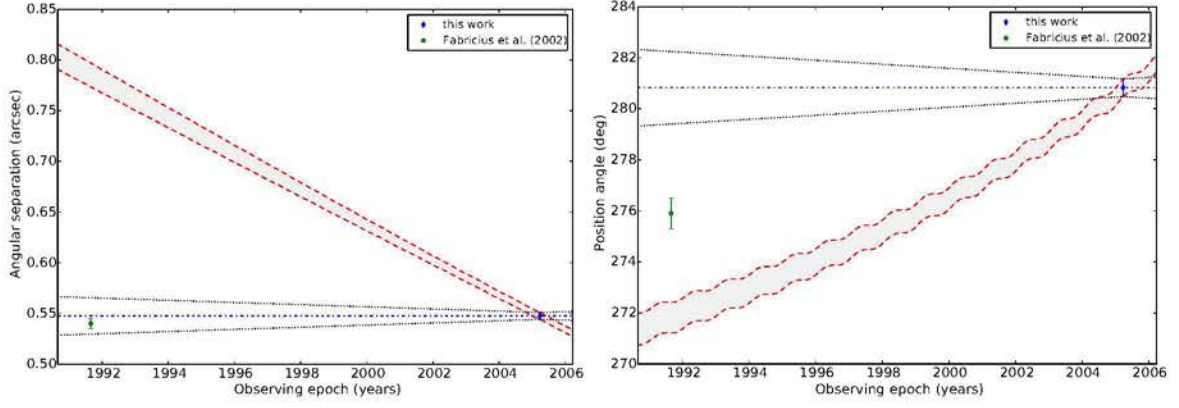 0.85
0.80
0.75
0.70
0.65
0.60
0.55
0.50
Angular separation (arcsec)
this work
Fabricius et al. (2002)
1992 1994 1996 1998 2000 2002 2004 2006
Observing epoch (years)
284
282
280
278
276
274
272
270
Position angle (deg)
this work
Fabricius et al. (2002)
1992 1994 1996 1998 2000 2002 2004 2006
Observing epoch (years)